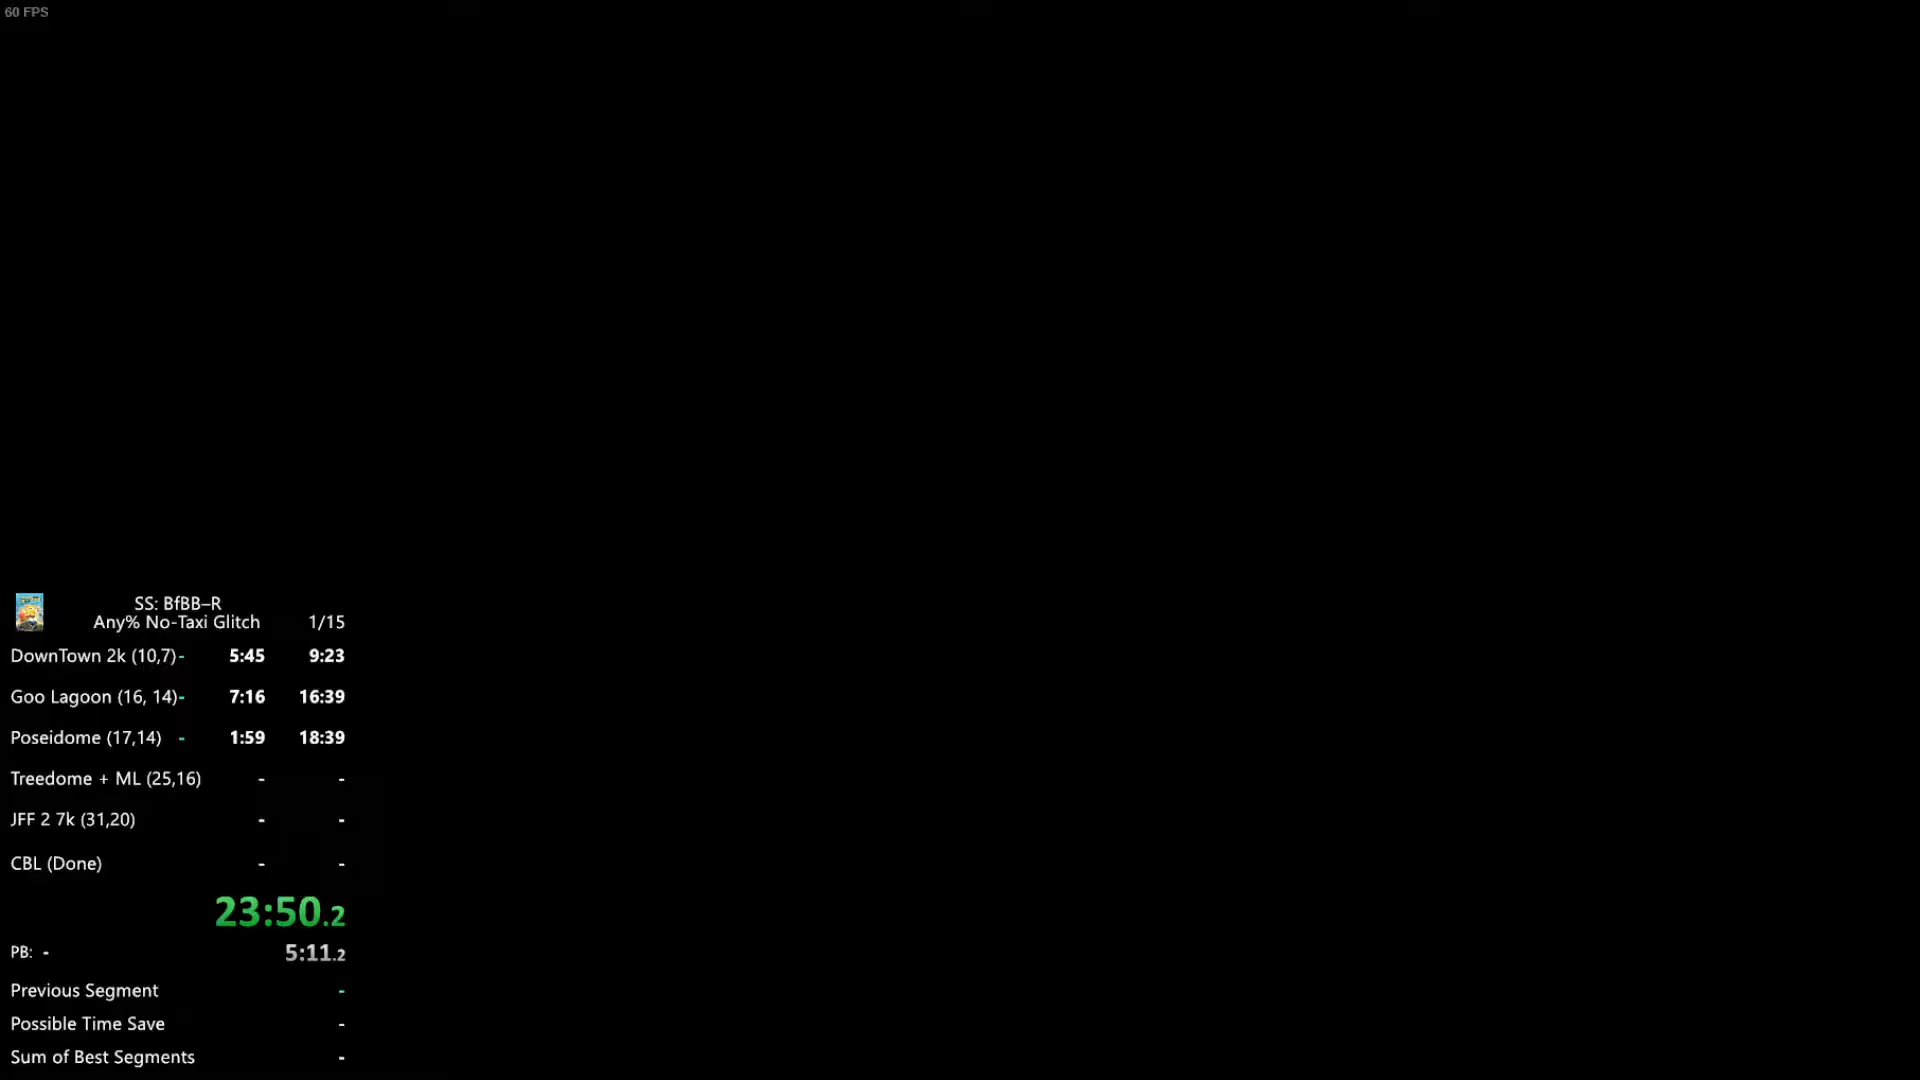 60 FPS
SS: BfBB–R
Any% No-Taxi Glitch 1/15
DownTown 2k (10,7) - 5:45 9:23
Goo Lagoon (16, 14) - 7:16 16:39
Poseidome (17,14) - 1:59 18:39
Treedome + ML (25,16) - -
JFF 2 7k (31,20) - -
CBL (Done) - -
23:50.2
PB: - 5:11.2
Previous Segment -
Possible Time Save -
Sum of Best Segments -